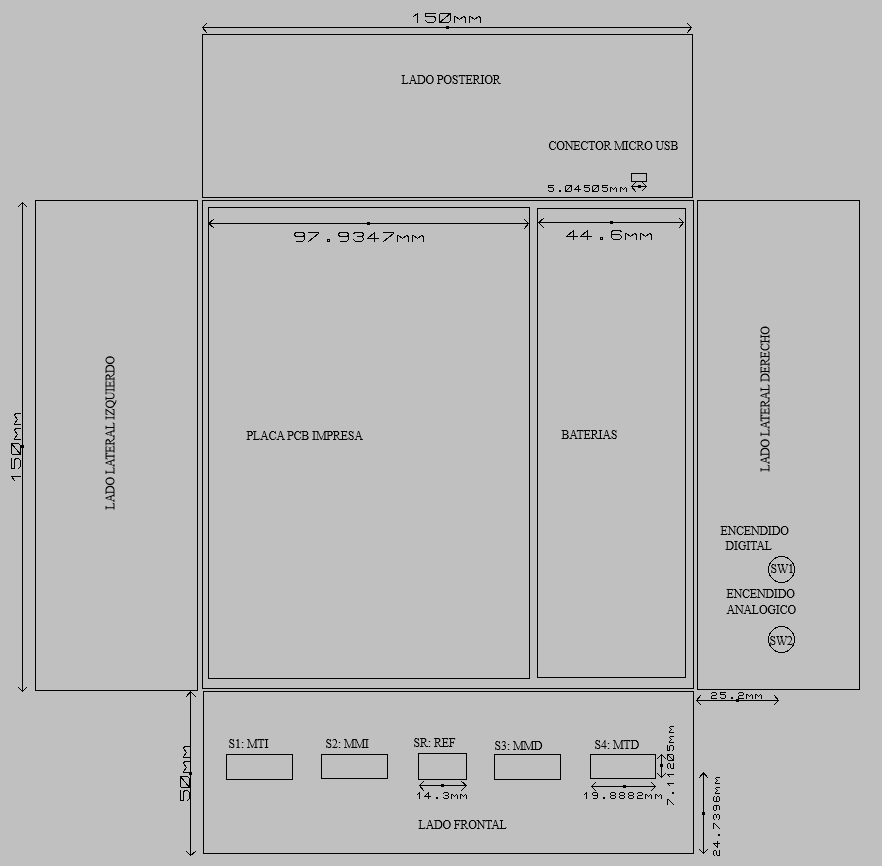 150mm
LADO POSTERIOR
CONECTOR MICRO USB
5.04505mm
97.9347mm
44.6mm
LADO LATERAL IZQUIERDO
150mm
PLACA PCB IMPRESA
BATERIAS
LADO LATERAL DERECHO
ENCENDIDO
DIGITAL
SW1
ENCENDIDO
ANALOGICO
SW2
25.2mm
S1: MTI
S2: MMI
SR: REF
S3: MMD
S4: MTD
7.11205mm
50mm
14.3mm
19.8882mm
24.7396mm
LADO FRONTAL